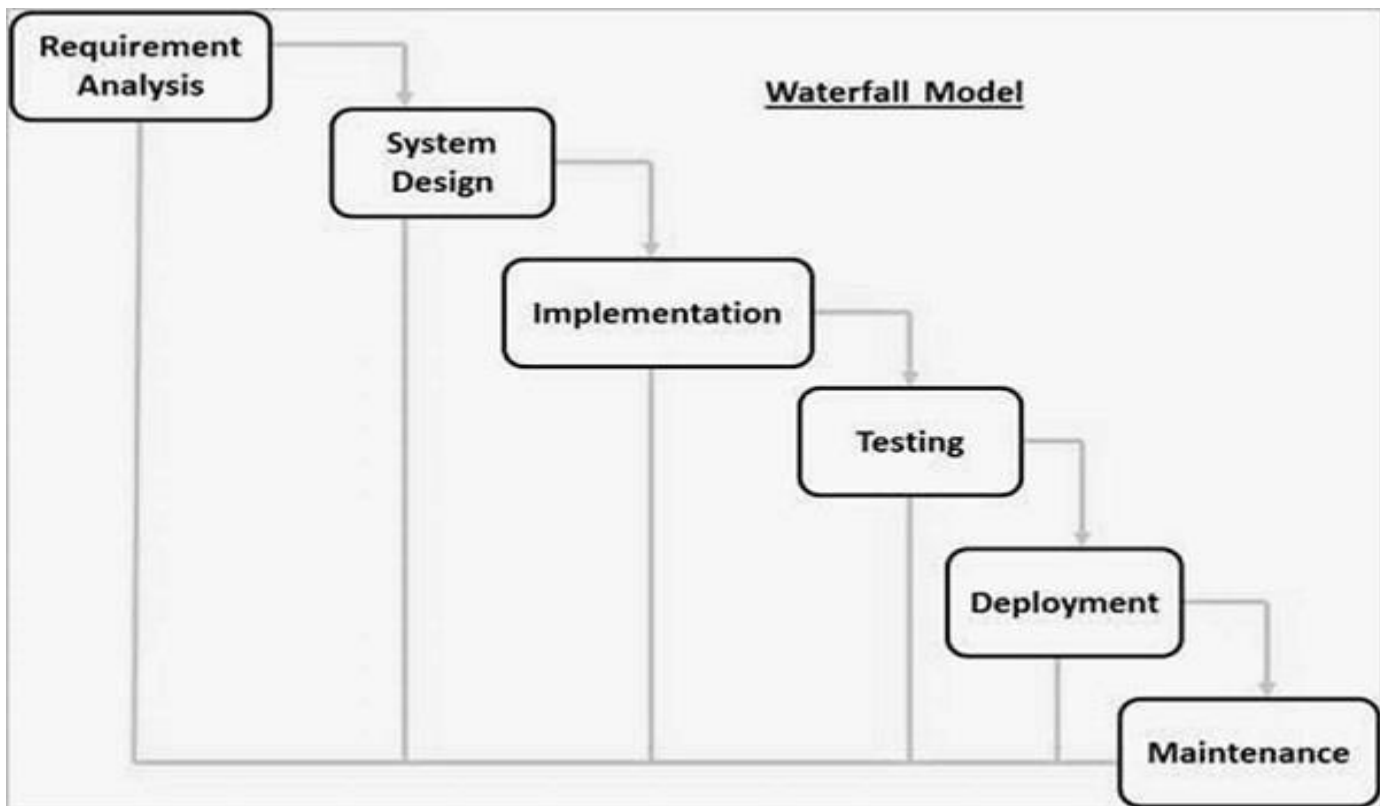 Requirement
Analysis
Waterfall Model
System
Design
Implementation
Testing
Deployment
Maintenance